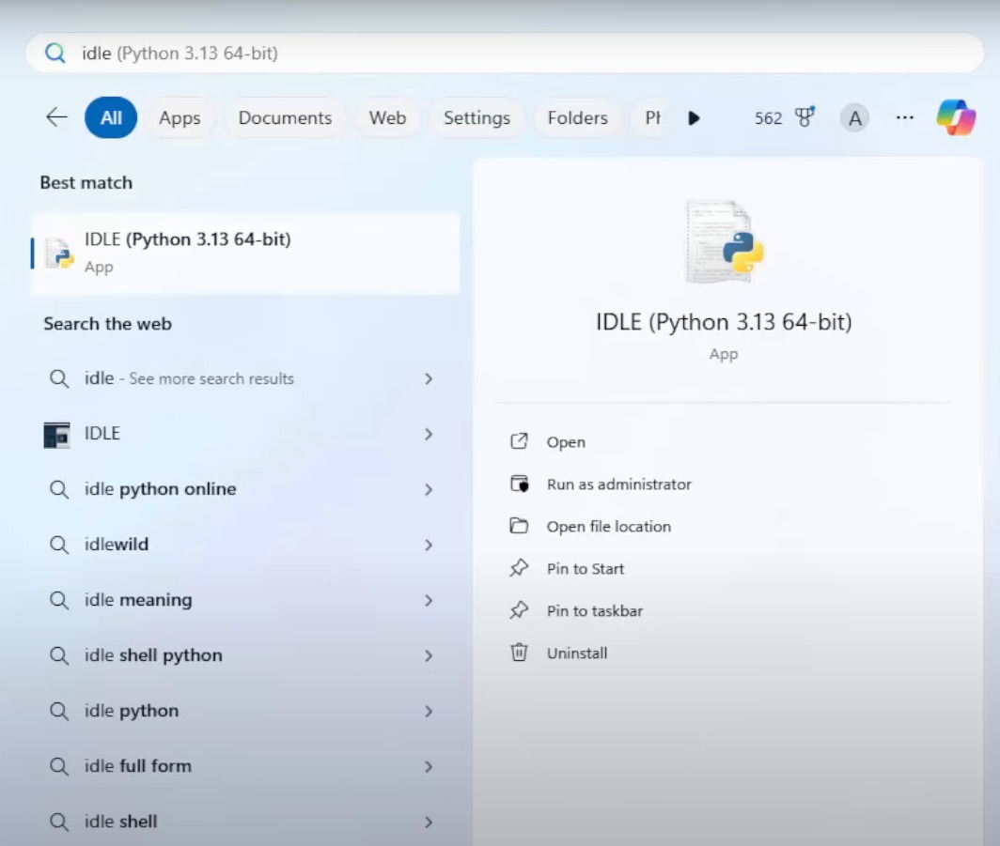 idle (Python 3.13 64-bit)
All Apps Documents Web Settings Folders 562 A ...
Best match
IDLE (Python 3.13 64-bit)
App
Search the web
idle - See more search results
IDLE
idle python online
idlewild
idle meaning
idle shell python
idle python
idle full form
idle shell
IDLE (Python 3.13 64-bit)
App
Open
Run as administrator
Open file location
Pin to Start
Pin to taskbar
Uninstall